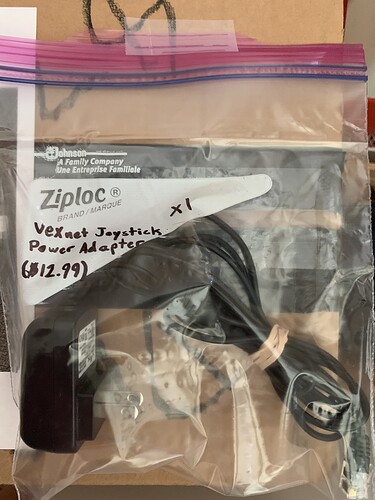 Johnson
A Family Company
Une Entreprise Familiale
Ziploc®
BRAND/MARQUE
x1
vexnet Joystick
Power Adapter
($12.99)